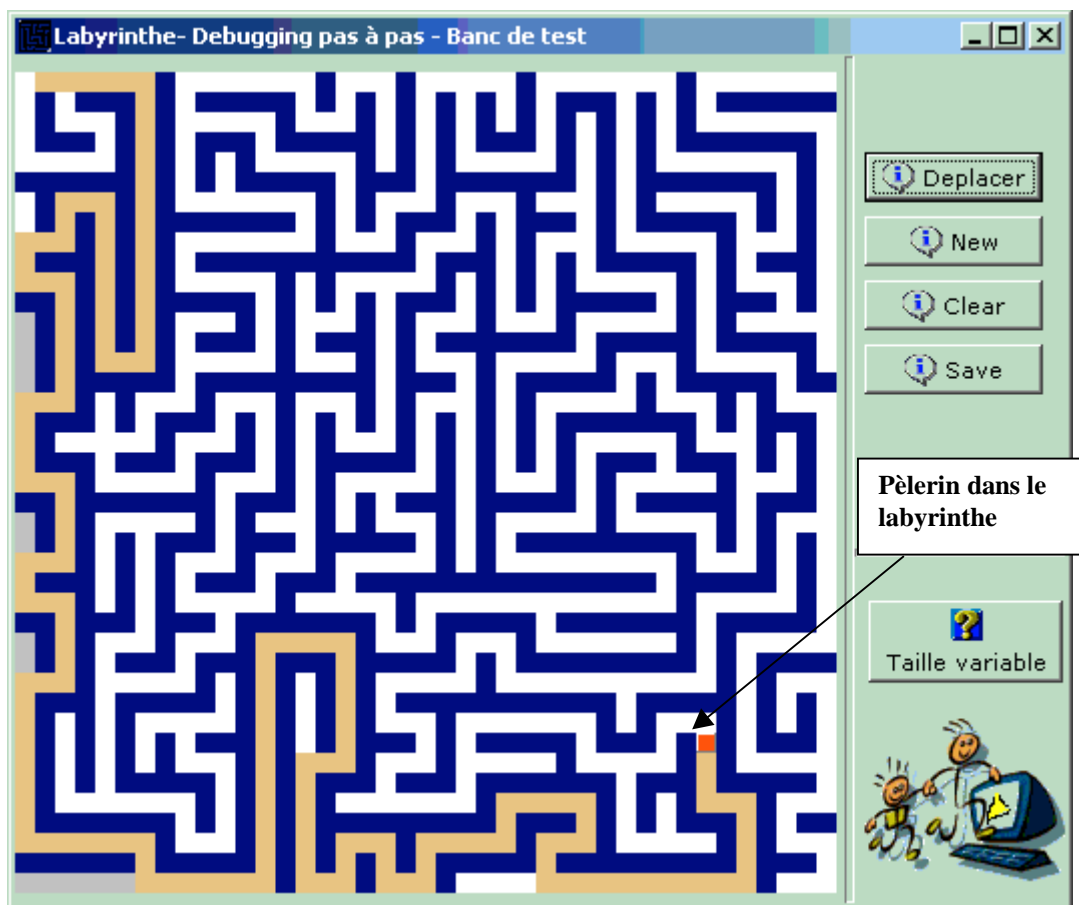 Labyrinthe- Debugging pas à pas - Banc de test
Deplacer
New
Clear
Save
Pèlerin dans le
labyrinthe
Taille variable